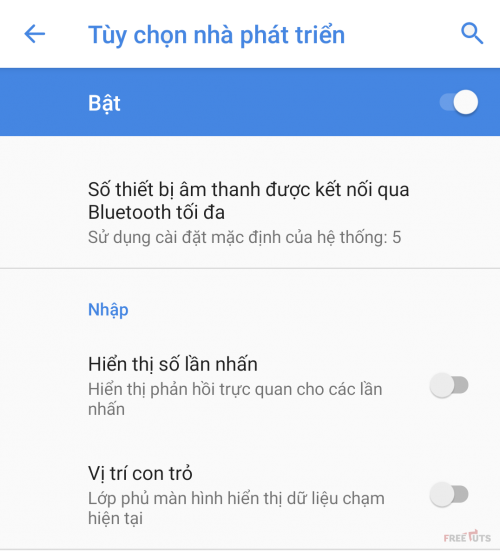 Tùy chọn nhà phát triển
Bật
Số thiết bị âm thanh được kết nối qua
Bluetooth tối đa
Sử dụng cài đặt mặc định của hệ thống: 5
Nhập
Hiển thị số lần nhấn
Hiển thị phản hồi trực quan cho các lần
nhấn
Vị trí con trỏ
Lớp phủ màn hình hiển thị dữ liệu chạm
hiện tại
FREETUTS